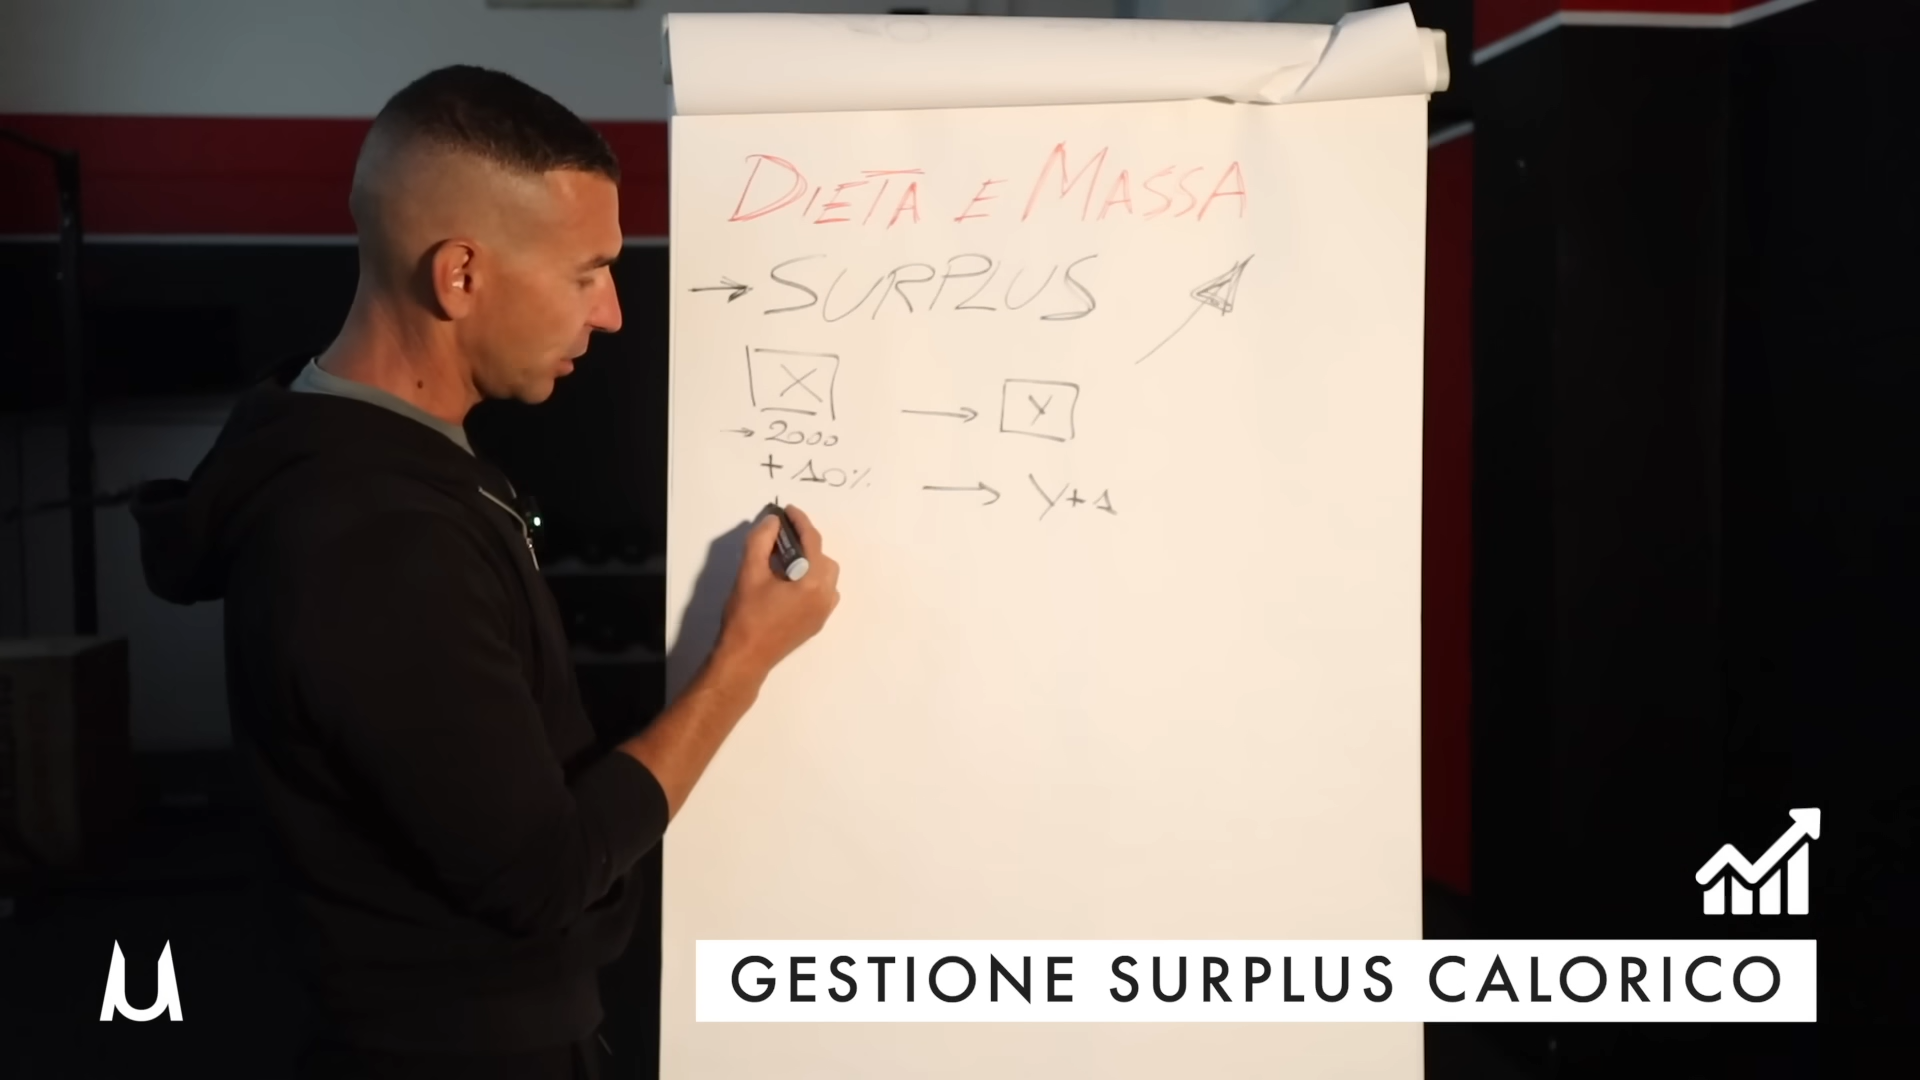 DIETA E MASSA
→ SURPLUS
X → Y
→ 2000
+ 10% → Y+1
+
GESTIONE SURPLUS CALORICO